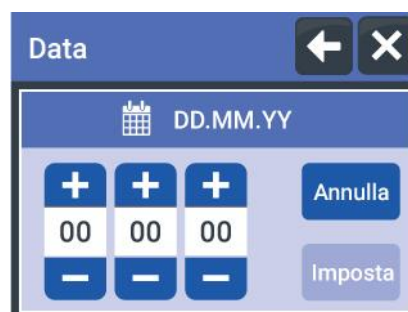 Data
DD.MM.YY
+ + +
00 00 00
Annulla
− − −
Imposta